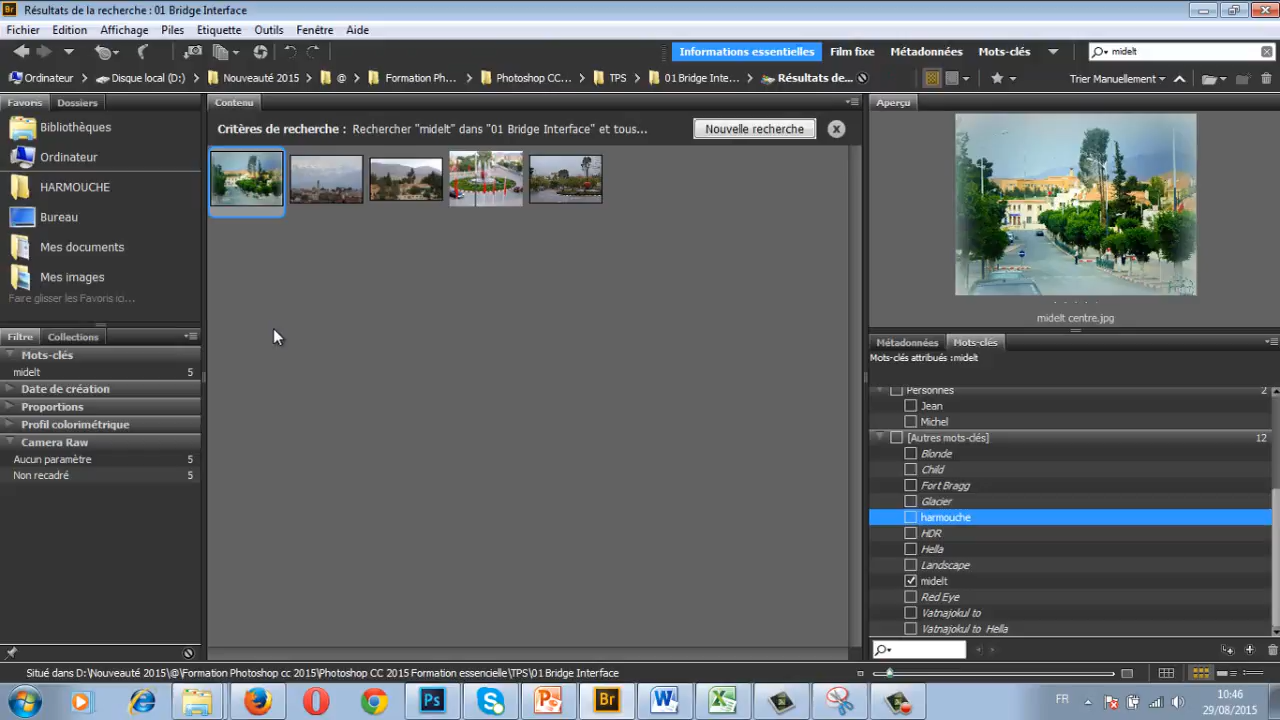 Br Résultats de la recherche : 01 Bridge Interface
Fichier Edition Affichage Piles Etiquette Outils Fenêtre Aide
Informations essentielles Film fixe Métadonnées Mots-clés midelt
Ordinateur Disque local (D:) Nouveauté 2015 @ Formation Ph... Photoshop CC... TPS 01 Bridge Inte... Résultats de... Trier Manuellement
Favoris Dossiers
Contenu
Aperçu
Bibliothèques
Ordinateur
HARMOUCHE
Bureau
Mes documents
Mes images
Faire glisser les Favoris ici...
Critères de recherche : Rechercher "midelt" dans "01 Bridge Interface" et tous...
Nouvelle recherche
midelt centre.jpg
Filtre Collections
Mots-clés
midelt 5
Date de création
Proportions
Profil colorimétrique
Camera Raw
Aucun paramètre 5
Non recadré 5
Métadonnées Mots-clés
Mots-clés attribués :midelt
Personnes 2
Jean
Michel
[Autres mots-clés] 12
Blonde
Child
Fort Bragg
Glacier
harmouche
HDR
Hella
Landscape
midelt
Red Eye
Vatnajokul to
Vatnajokul to Hella
Situé dans D:\Nouveauté 2015\@\Formation Photoshop cc 2015\Photoshop CC 2015 Formation essencielle\TPS\01 Bridge Interface
Ps Br
FR
10:46
29/08/2015